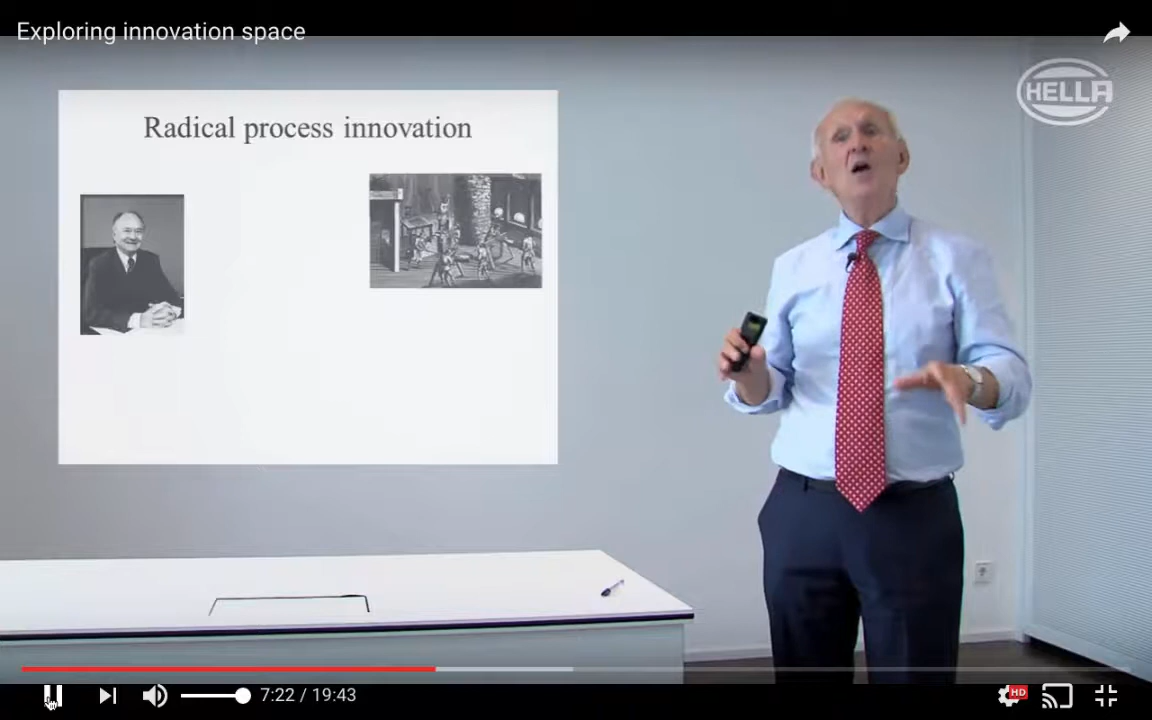 Exploring innovation space
HELLA
Radical process innovation
7:22 / 19:43
HD